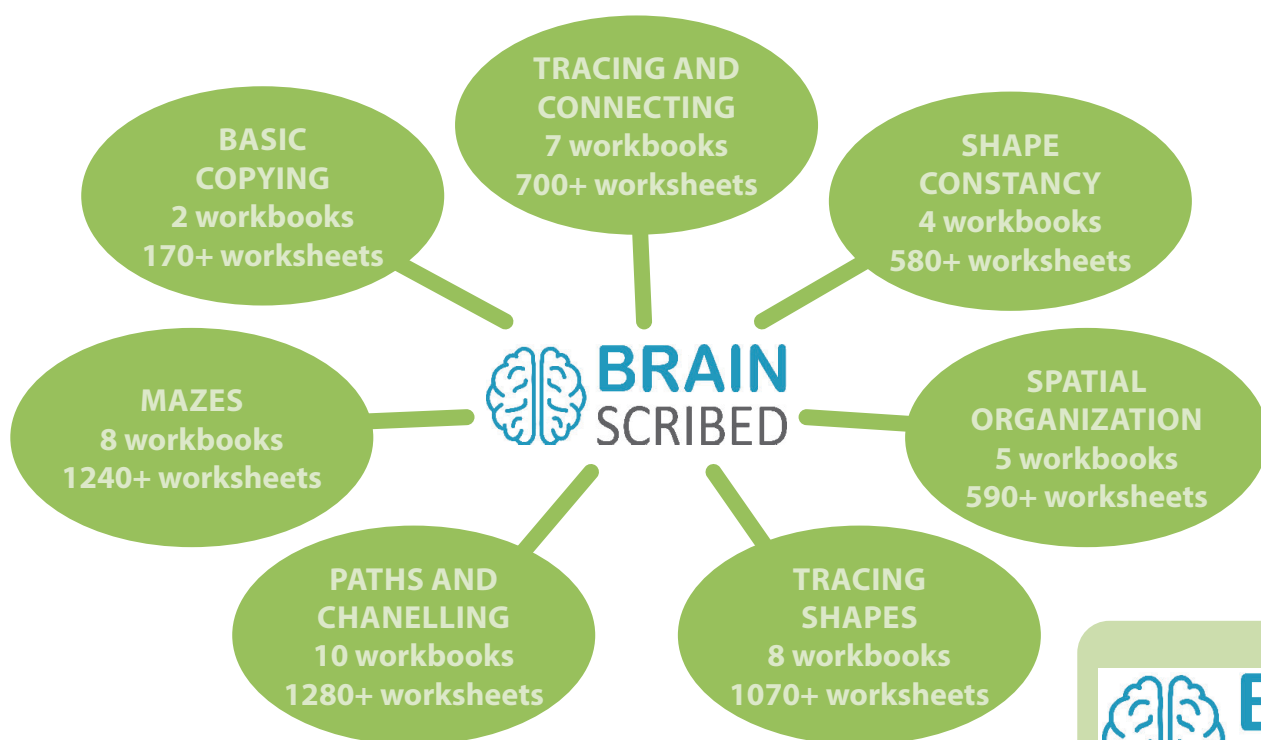 TRACING AND
CONNECTING
7 workbooks
700+ worksheets
BASIC
COPYING
2 workbooks
170+ worksheets
SHAPE
CONSTANCY
4 workbooks
580+ worksheets
BRAIN
SCRIBED
MAZES
8 workbooks
1240+ worksheets
SPATIAL
ORGANIZATION
5 workbooks
590+ worksheets
PATHS AND
CHANELLING
10 workbooks
1280+ worksheets
TRACING
SHAPES
8 workbooks
1070+ worksheets